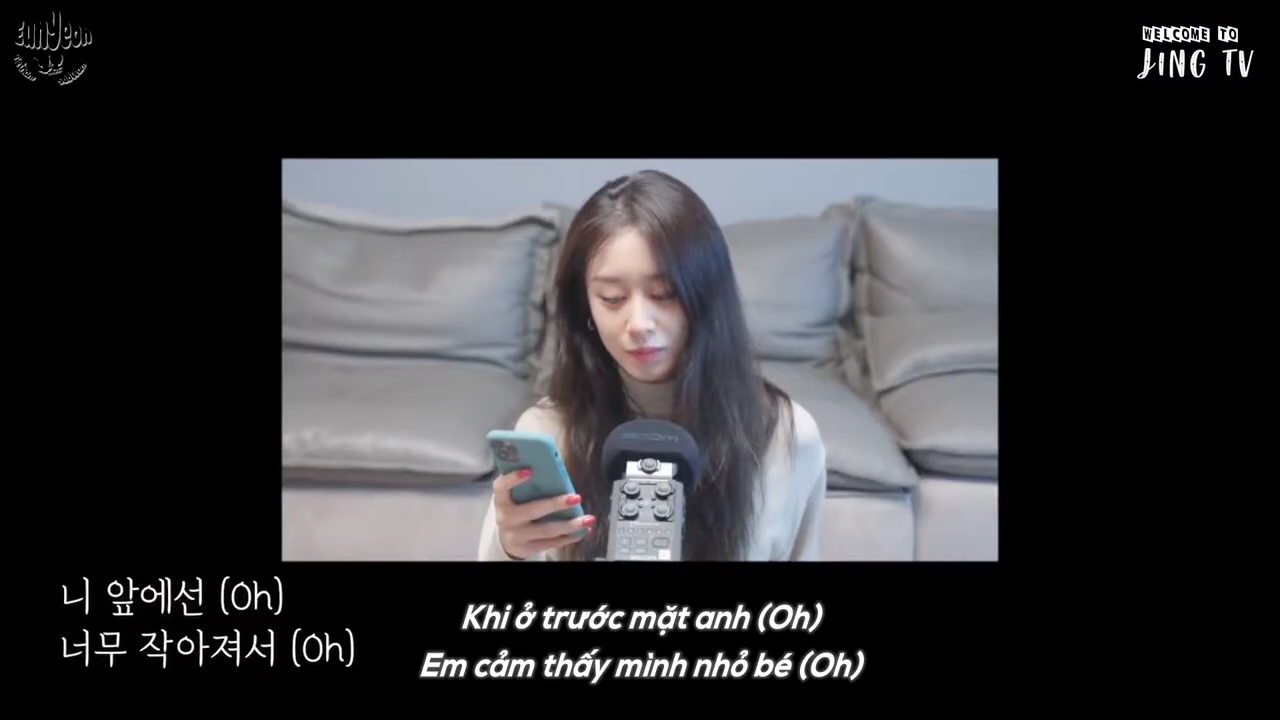 EunYeon
WELCOME TO
JING TV
니 앞에선 (Oh)
너무 작아져서 (Oh)
Khi ở trước mặt anh (Oh)
Em cảm thấy mình nhỏ bé (Oh)